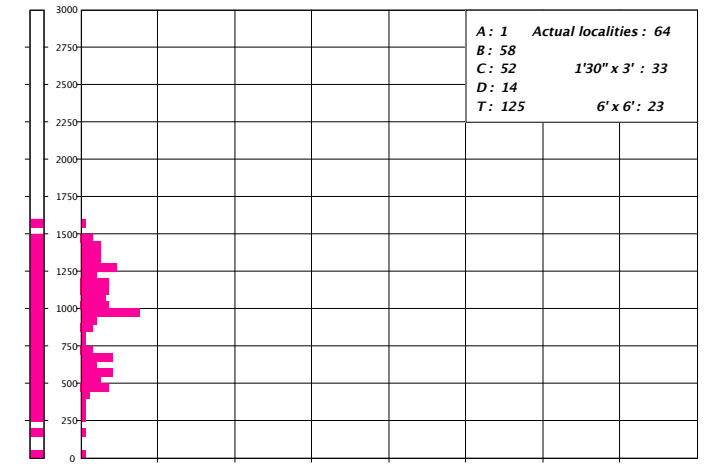 3000
A : 1 Actual localities : 64
B : 58
2750
C : 52 1'30" x 3' : 33
2500
D : 14
T : 125 6' x 6' : 23
2250
2000
1750
1500
1250
1000
750
500
250
0